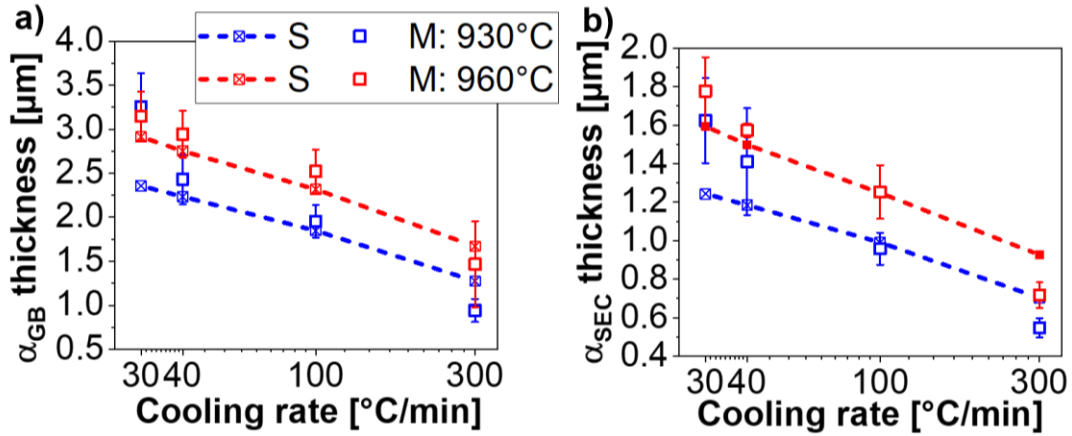 a)
S M: 930°C
S M: 960°C
α_GB thickness [µm]
4.0
3.5
3.0
2.5
2.0
1.5
1.0
0.5
30 40 100 300
Cooling rate [°C/min]
b)
α_SEC thickness [µm]
2.0
1.8
1.6
1.4
1.2
1.0
0.8
0.6
0.4
30 40 100 300
Cooling rate [°C/min]